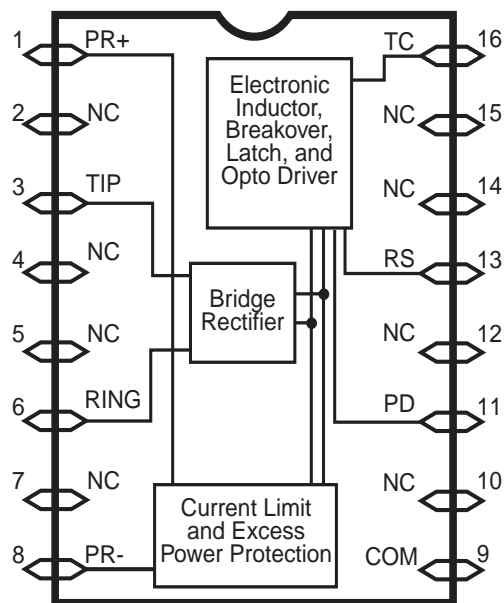 1 PR+
2 NC
3 TIP
4 NC
5 NC
6 RING
7 NC
8 PR-
Electronic
Inductor,
Breakover,
Latch, and
Opto Driver
Bridge
Rectifier
Current Limit
and Excess
Power Protection
TC 16
NC 15
NC 14
RS 13
NC 12
PD 11
NC 10
COM 9